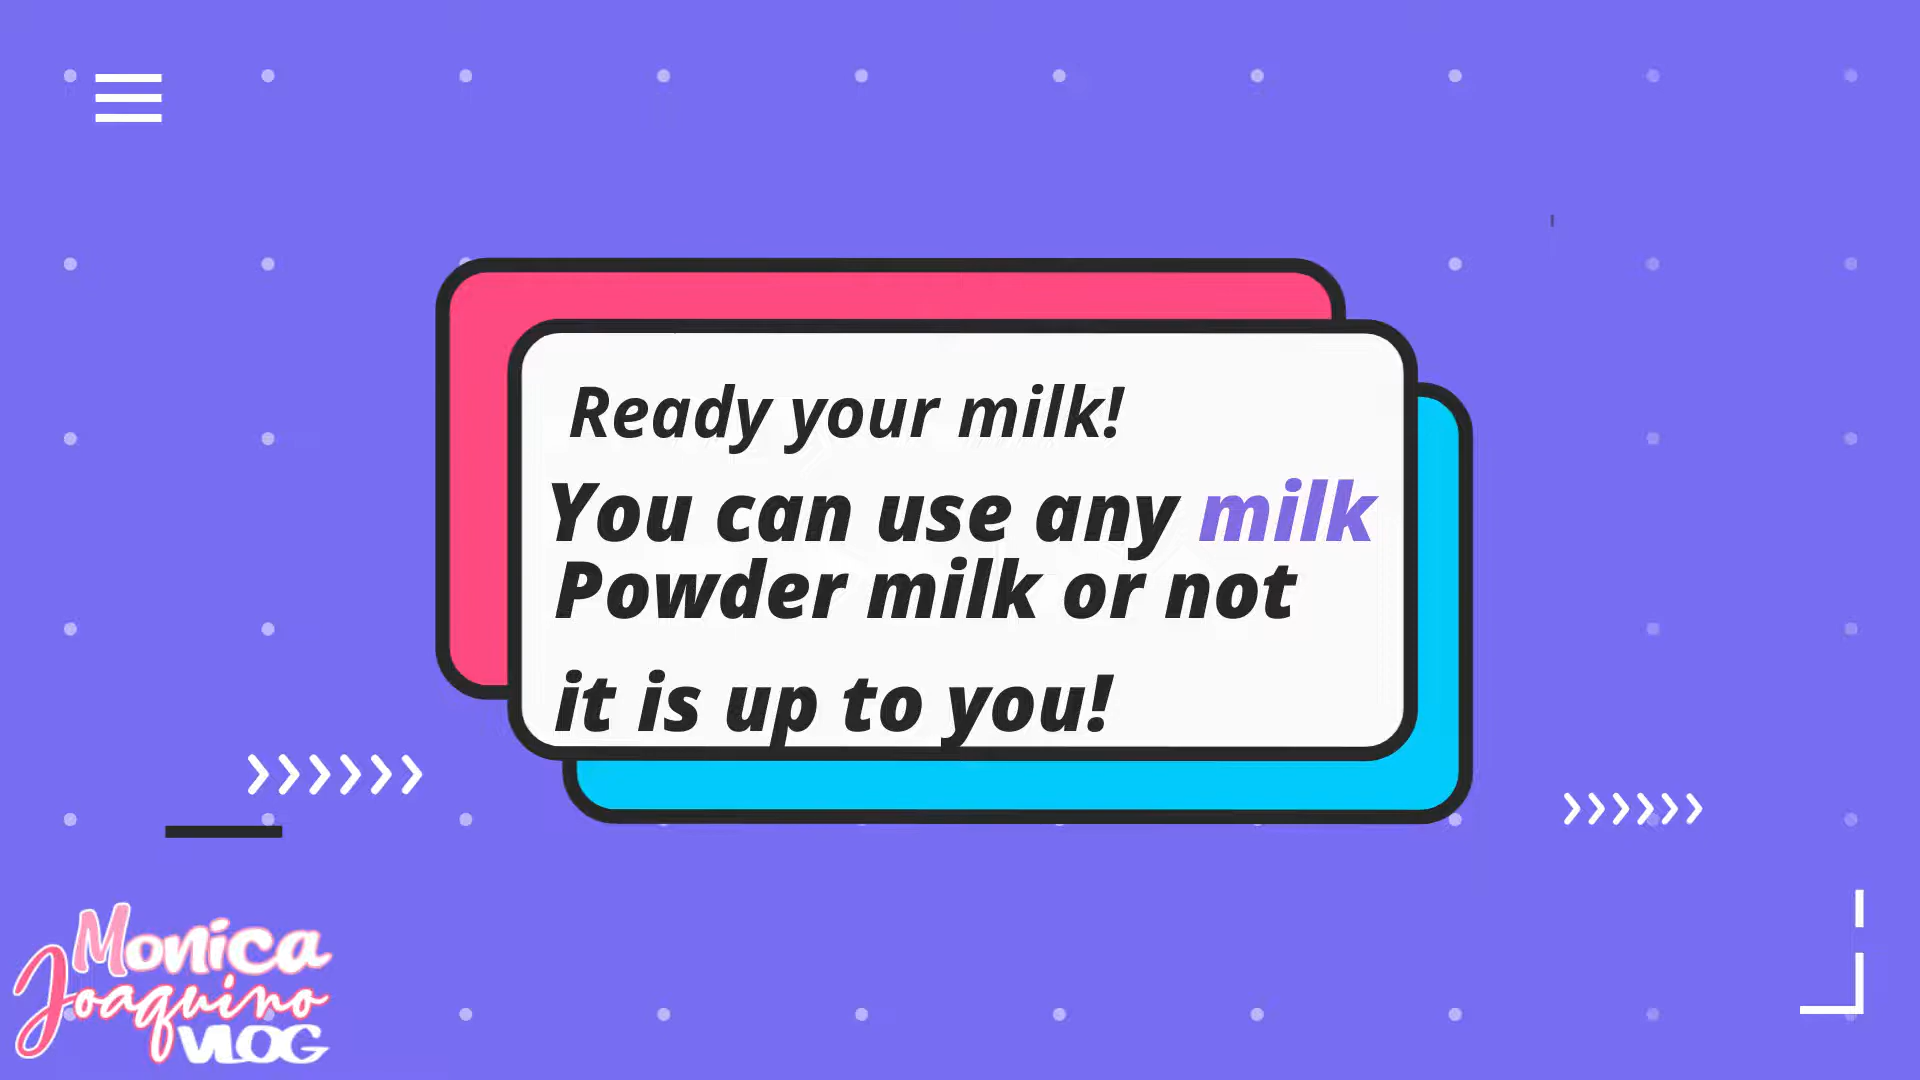 Ready your milk!
You can use any milk
Powder milk or not
it is up to you!
Monica
Joaquino
VLOG